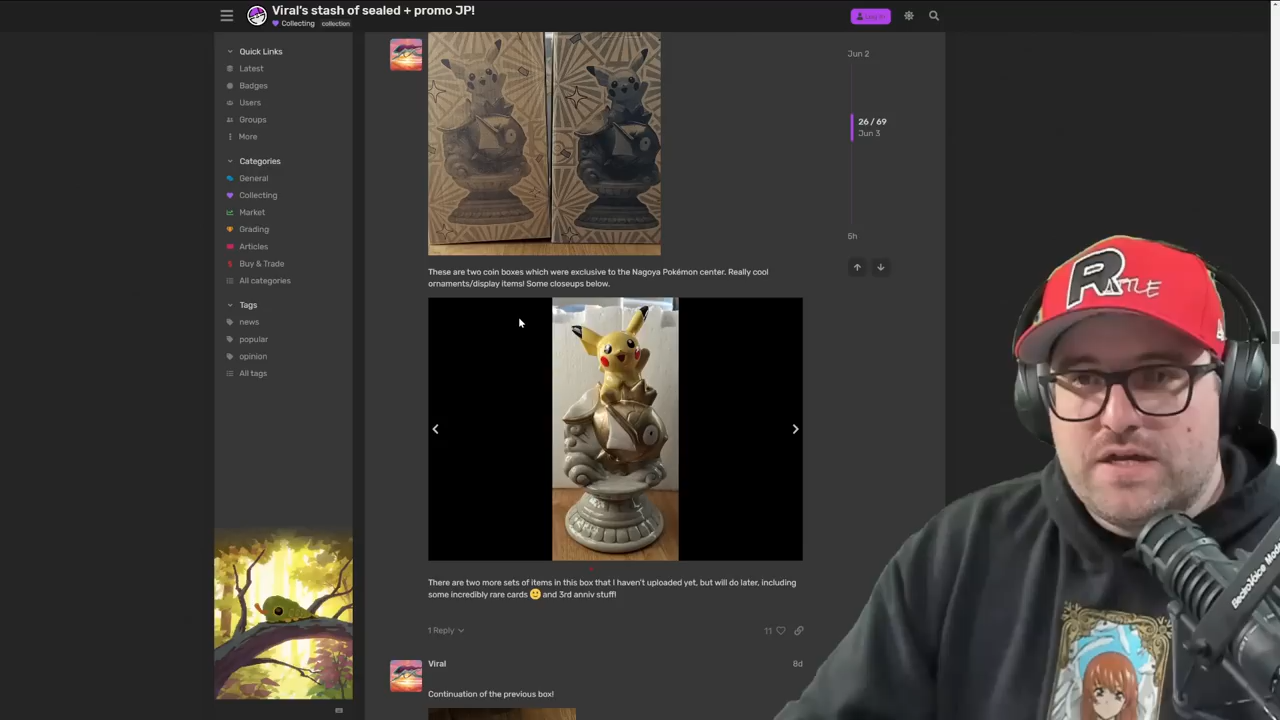 Viral's stash of sealed + promo JP!
Collecting collection
Log In
Quick Links
Latest
Badges
Users
Groups
More
Categories
General
Collecting
Market
Grading
Articles
Buy & Trade
All categories
Tags
news
popular
opinion
All tags
These are two coin boxes which were exclusive to the Nagoya Pokémon center. Really cool
ornaments/display items! Some closeups below.
There are two more sets of items in this box that I haven't uploaded yet, but will do later, including
some incredibly rare cards 🙂 and 3rd anniv stuff!
1 Reply
11
Viral
8d
Continuation of the previous box!
Jun 2
26 / 69
Jun 3
6h
RATTLE